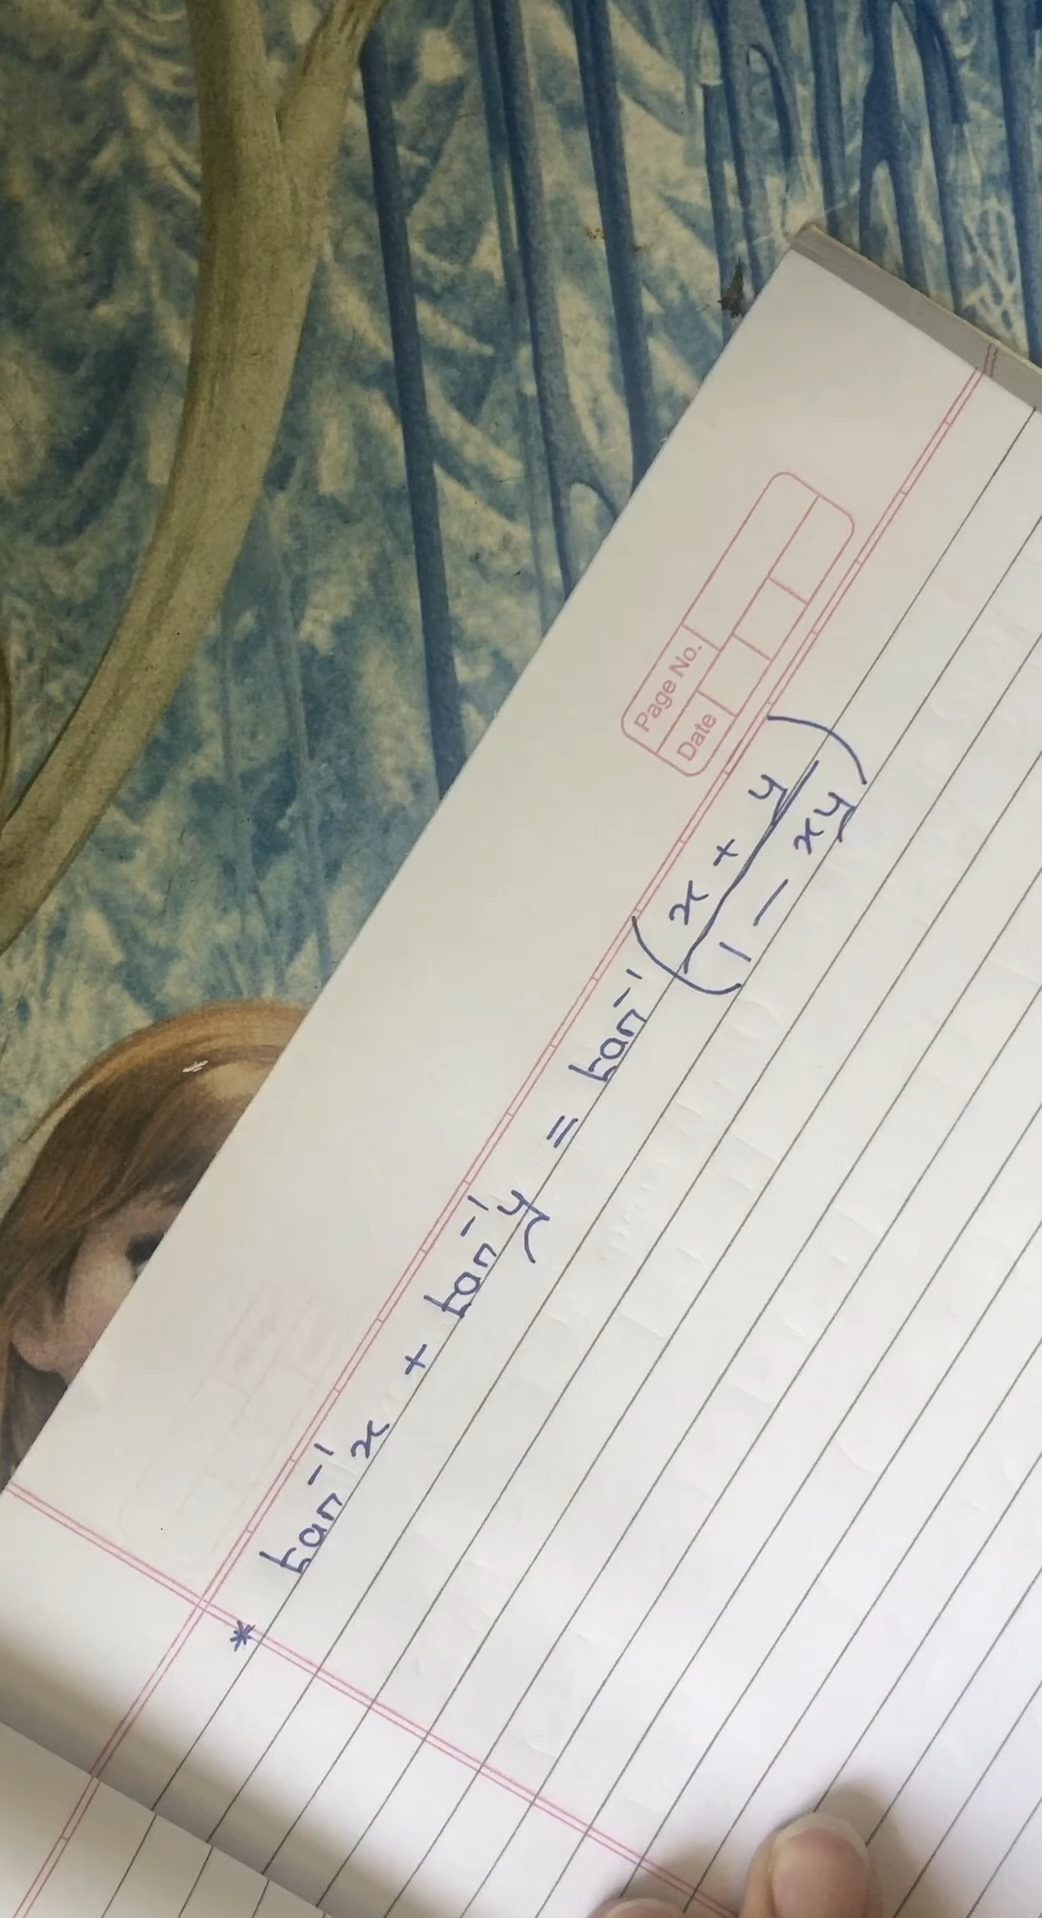 Page No.
Date
* tan⁻¹x + tan⁻¹y = tan⁻¹(x + y / 1 - xy)